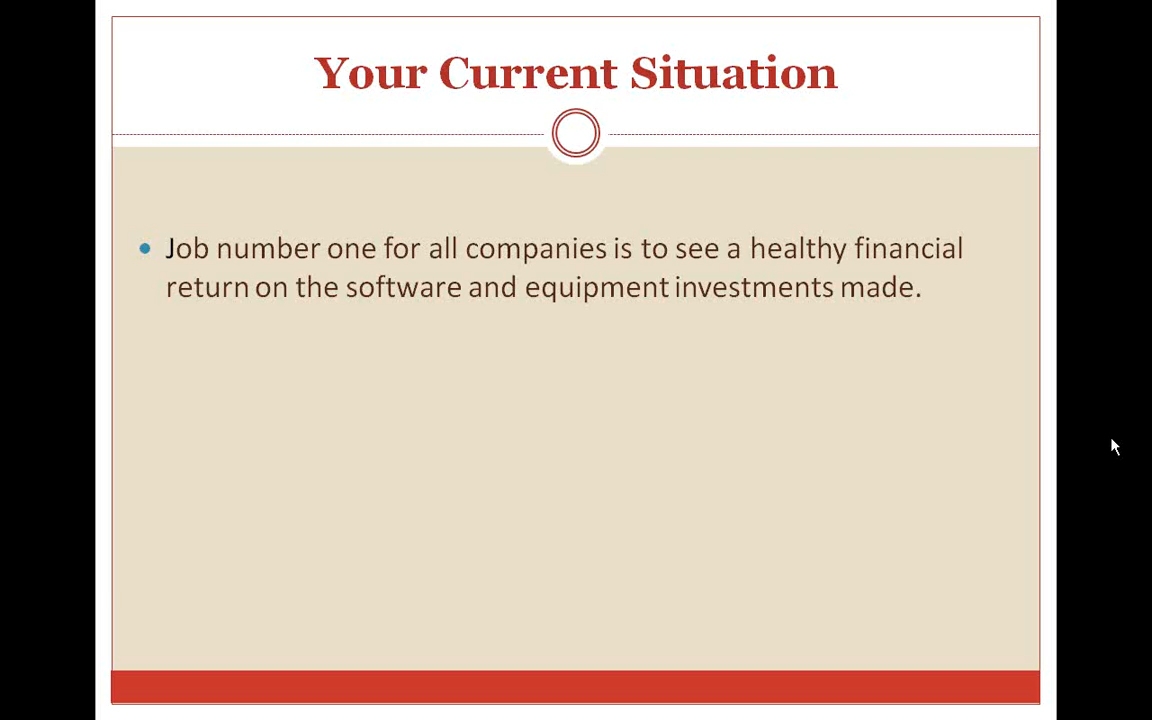 Your Current Situation
Job number one for all companies is to see a healthy financial
return on the software and equipment investments made.